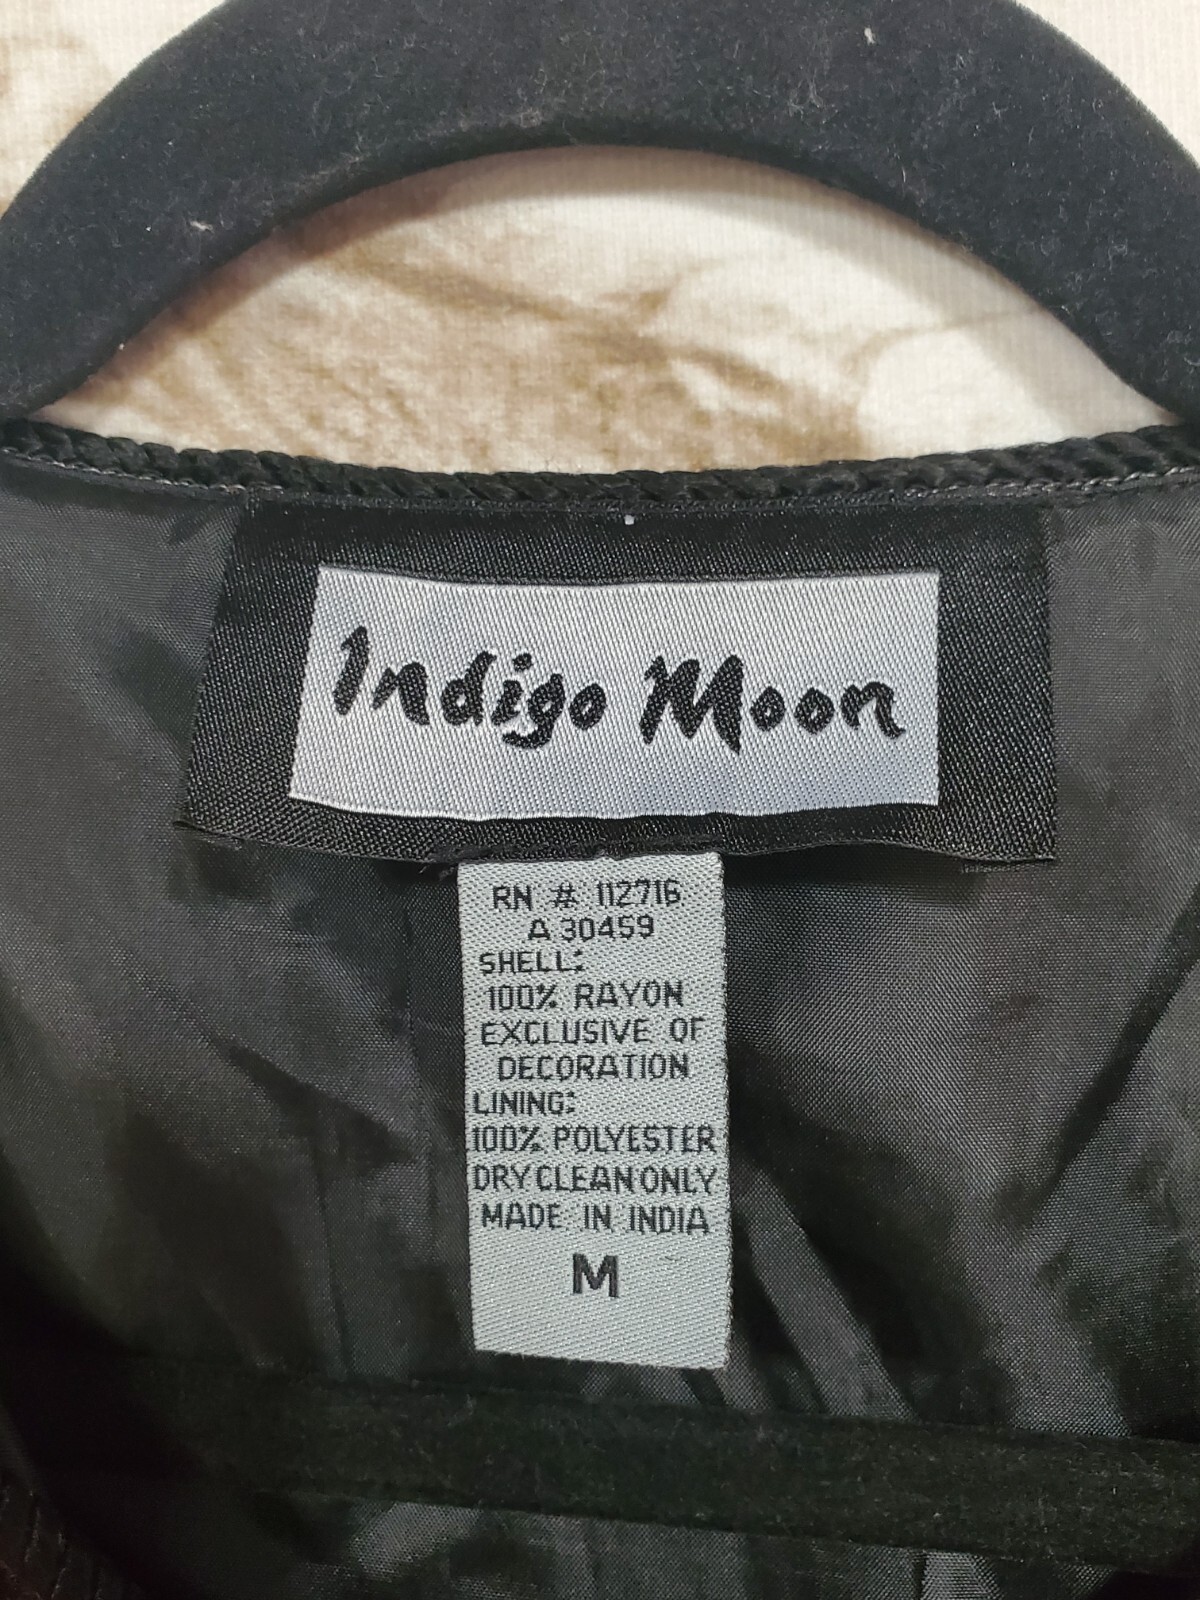 Indigo Moon
RN # 112716
A 30459
SHELL:
100% RAYON
EXCLUSIVE OF
DECORATION
LINING:
100% POLYESTER
DRY CLEAN ONLY
MADE IN INDIA
M